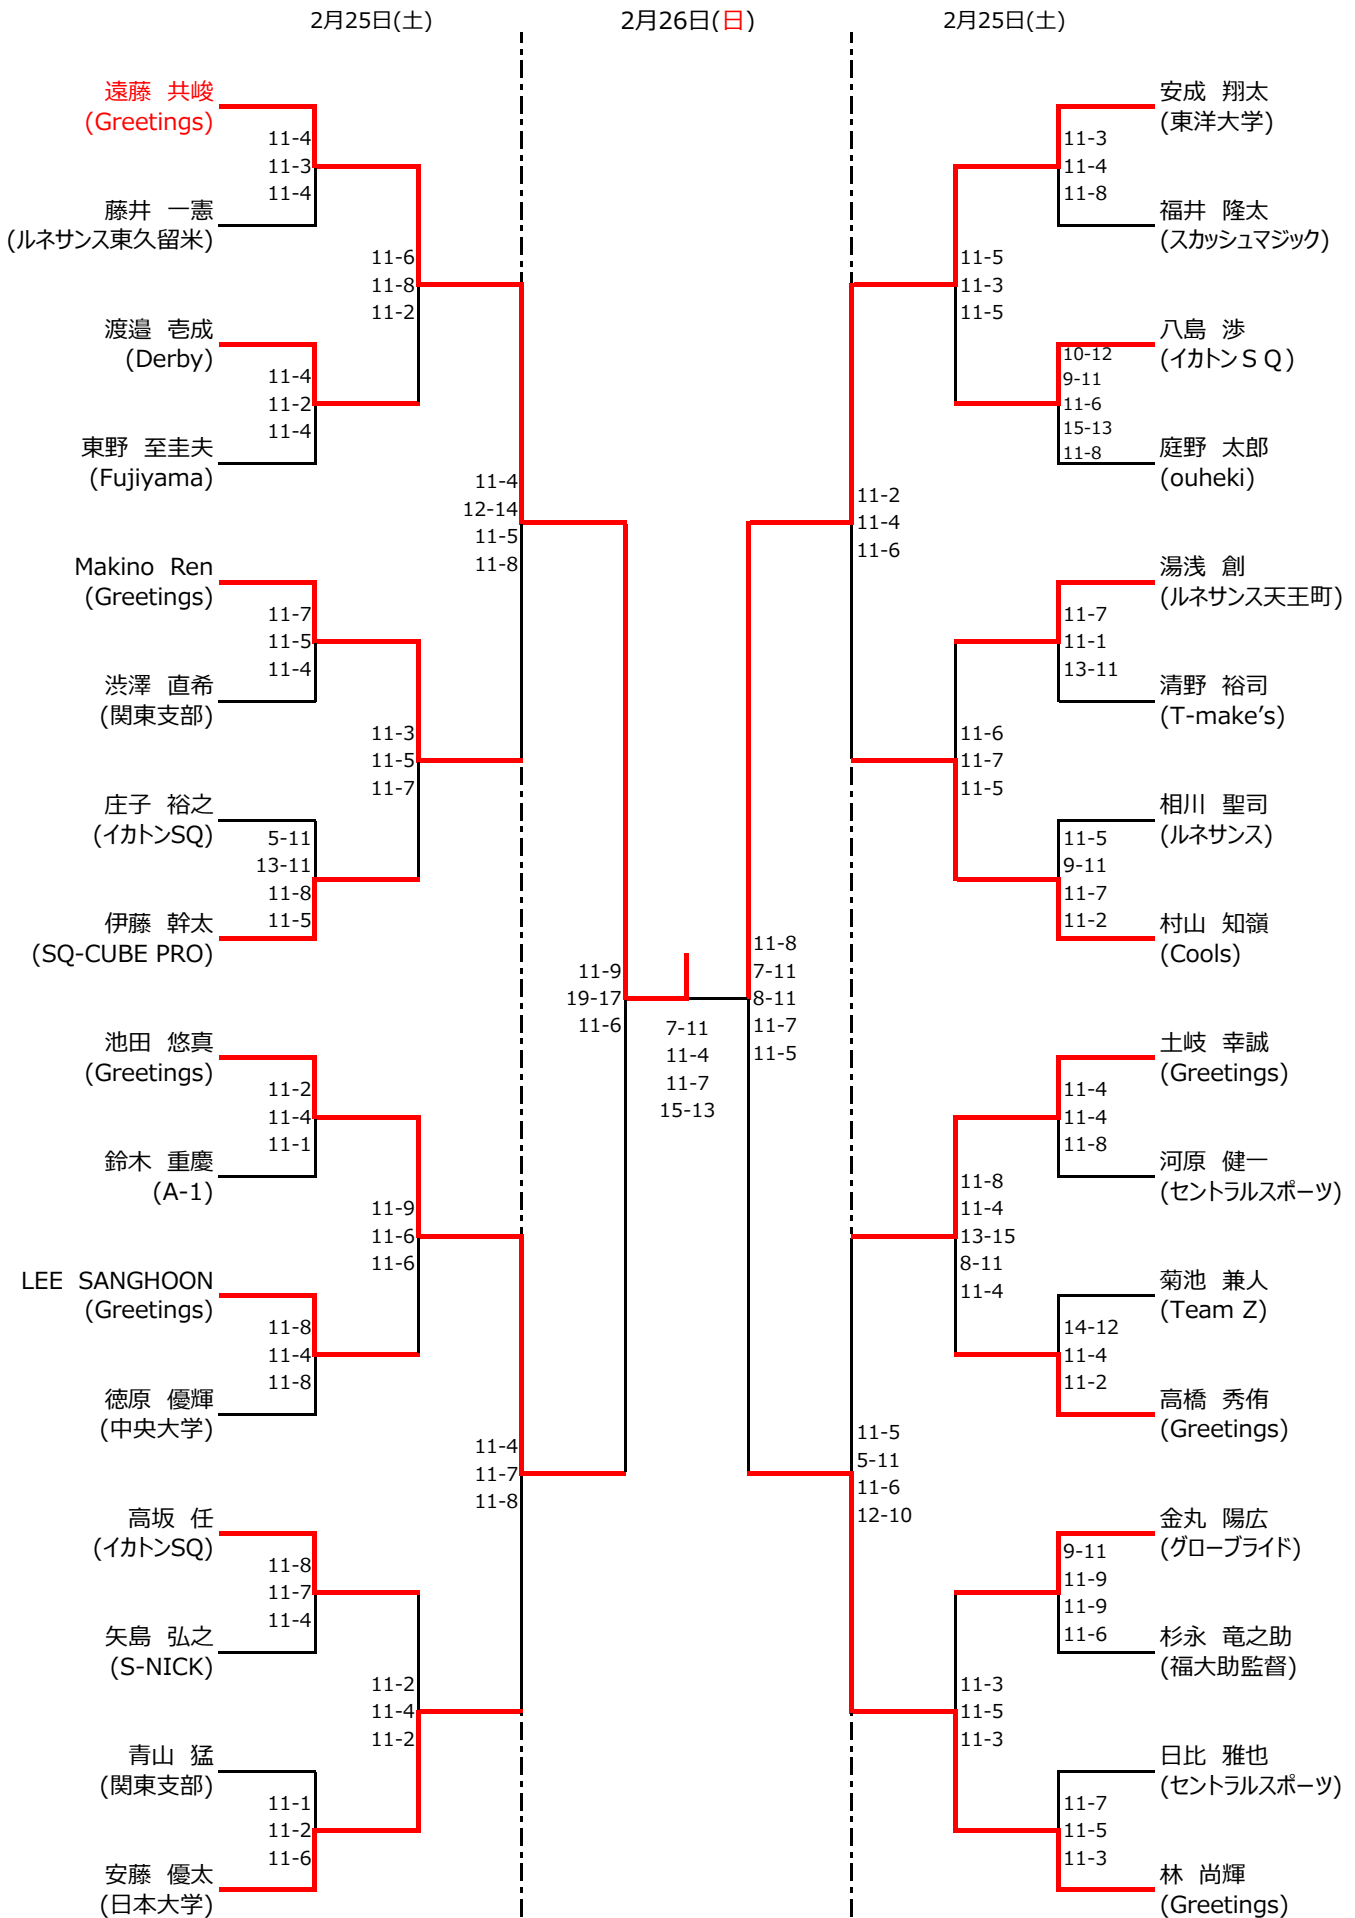 2月25日(土)
2月26日(日)
2月25日(土)
遠藤 共峻
(Greetings)
11-4
11-3
11-4
藤井 一憲
(ルネサンス東久留米)
11-6
11-8
11-2
渡邉 壱成
(Derby)
11-4
11-2
11-4
東野 至圭夫
(Fujiyama)
11-4
12-14
11-5
11-8
Makino Ren
(Greetings)
11-7
11-5
11-4
渋澤 直希
(関東支部)
11-3
11-5
11-7
庄子 裕之
(イカトンSQ)
5-11
13-11
11-8
11-5
伊藤 幹太
(SQ-CUBE PRO)
11-9
19-17
11-6
池田 悠真
(Greetings)
11-2
11-4
11-1
鈴木 重慶
(A-1)
11-9
11-6
11-6
LEE SANGHOON
(Greetings)
11-8
11-4
11-8
徳原 優輝
(中央大学)
11-4
11-7
11-8
高坂 任
(イカトンSQ)
11-8
11-7
11-4
矢島 弘之
(S-NICK)
11-2
11-4
11-2
青山 猛
(関東支部)
11-1
11-2
11-6
安藤 優太
(日本大学)
7-11
11-4
11-7
15-13
安成 翔太
(東洋大学)
11-3
11-4
11-8
福井 隆太
(スカッシュマジック)
11-5
11-3
11-5
八島 渉
(イカトンＳＱ)
10-12
9-11
11-6
15-13
11-8
庭野 太郎
(ouheki)
11-2
11-4
11-6
湯浅 創
(ルネサンス天王町)
11-7
11-1
13-11
清野 裕司
(T-make's)
11-6
11-7
11-5
相川 聖司
(ルネサンス)
11-5
9-11
11-7
11-2
村山 知嶺
(Cools)
11-8
7-11
8-11
11-7
11-5
土岐 幸誠
(Greetings)
11-4
11-4
11-8
河原 健一
(セントラルスポーツ)
11-8
11-4
13-15
8-11
11-4
菊池 兼人
(Team Z)
14-12
11-4
11-2
高橋 秀侑
(Greetings)
11-5
5-11
11-6
12-10
金丸 陽広
(グローブライド)
9-11
11-9
11-9
11-6
杉永 竜之助
(福大助監督)
11-3
11-5
11-3
日比 雅也
(セントラルスポーツ)
11-7
11-5
11-3
林 尚輝
(Greetings)